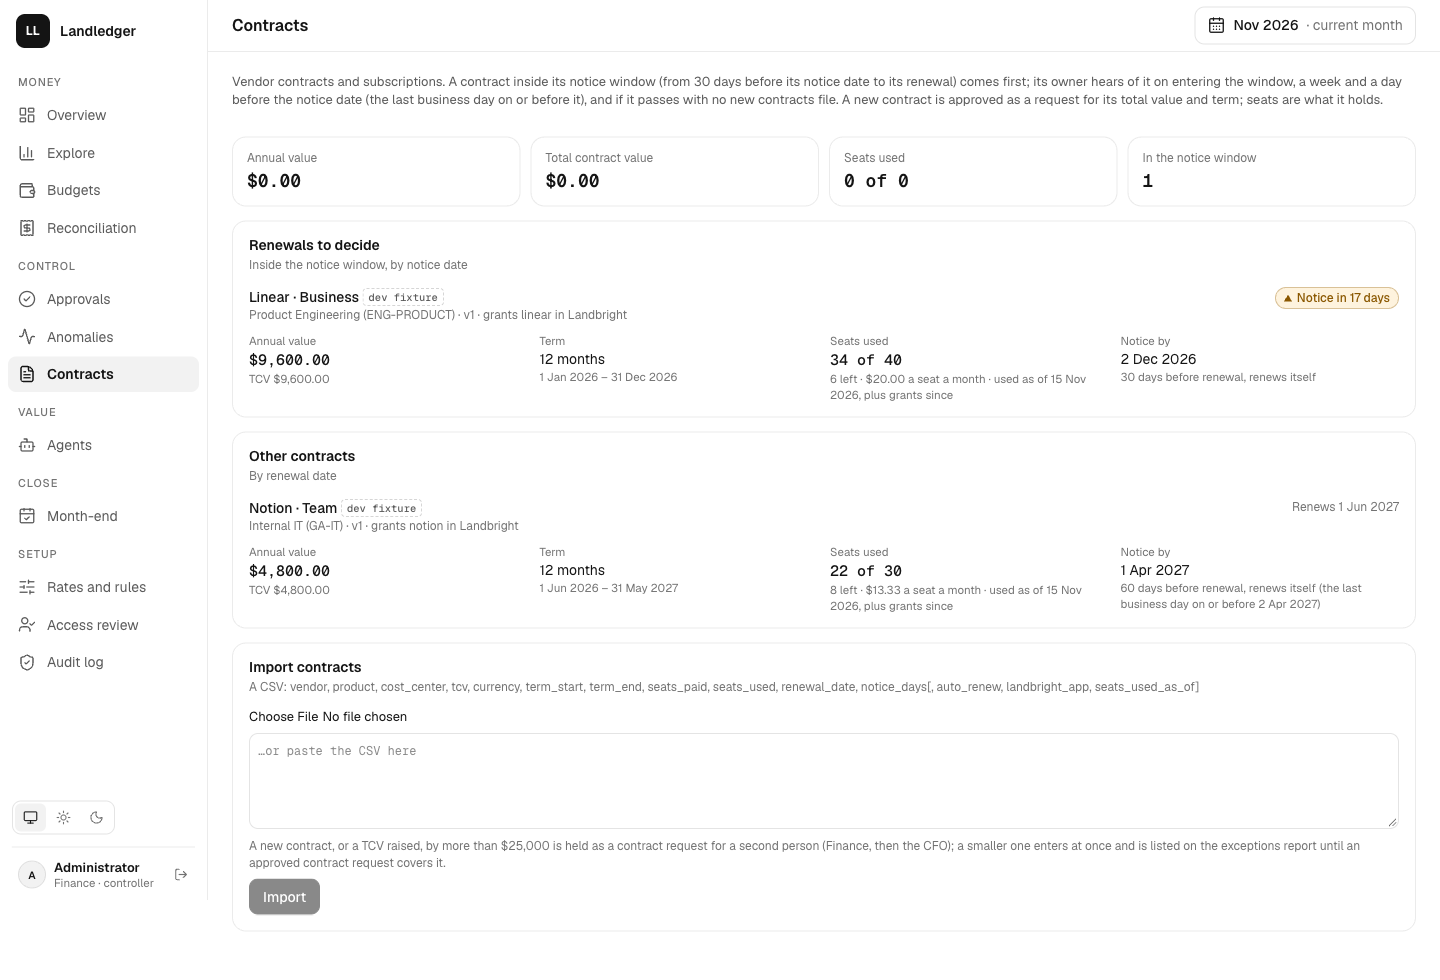 LL Landledger
MONEY
Overview
Explore
Budgets
Reconciliation
CONTROL
Approvals
Anomalies
Contracts
VALUE
Agents
CLOSE
Month-end
SETUP
Rates and rules
Access review
Audit log
A Administrator
Finance · controller
Contracts
Nov 2026 · current month
Vendor contracts and subscriptions. A contract inside its notice window (from 30 days before its notice date to its renewal) comes first; its owner hears of it on entering the window, a week and a day
before the notice date (the last business day on or before it), and if it passes with no new contracts file. A new contract is approved as a request for its total value and term; seats are what it holds.
Annual value
$0.00
Total contract value
$0.00
Seats used
0 of 0
In the notice window
1
Renewals to decide
Inside the notice window, by notice date
Linear · Business dev fixture
Notice in 17 days
Product Engineering (ENG-PRODUCT) · v1 · grants linear in Landbright
Annual value
$9,600.00
TCV $9,600.00
Term
12 months
1 Jan 2026 – 31 Dec 2026
Seats used
34 of 40
6 left · $20.00 a seat a month · used as of 15 Nov
2026, plus grants since
Notice by
2 Dec 2026
30 days before renewal, renews itself
Other contracts
By renewal date
Notion · Team dev fixture
Renews 1 Jun 2027
Internal IT (GA-IT) · v1 · grants notion in Landbright
Annual value
$4,800.00
TCV $4,800.00
Term
12 months
1 Jun 2026 – 31 May 2027
Seats used
22 of 30
8 left · $13.33 a seat a month · used as of 15 Nov
2026, plus grants since
Notice by
1 Apr 2027
60 days before renewal, renews itself (the last
business day on or before 2 Apr 2027)
Import contracts
A CSV: vendor, product, cost_center, tcv, currency, term_start, term_end, seats_paid, seats_used, renewal_date, notice_days[, auto_renew, landbright_app, seats_used_as_of]
Choose File No file chosen
…or paste the CSV here
A new contract, or a TCV raised, by more than $25,000 is held as a contract request for a second person (Finance, then the CFO); a smaller one enters at once and is listed on the exceptions report until an
approved contract request covers it.
Import